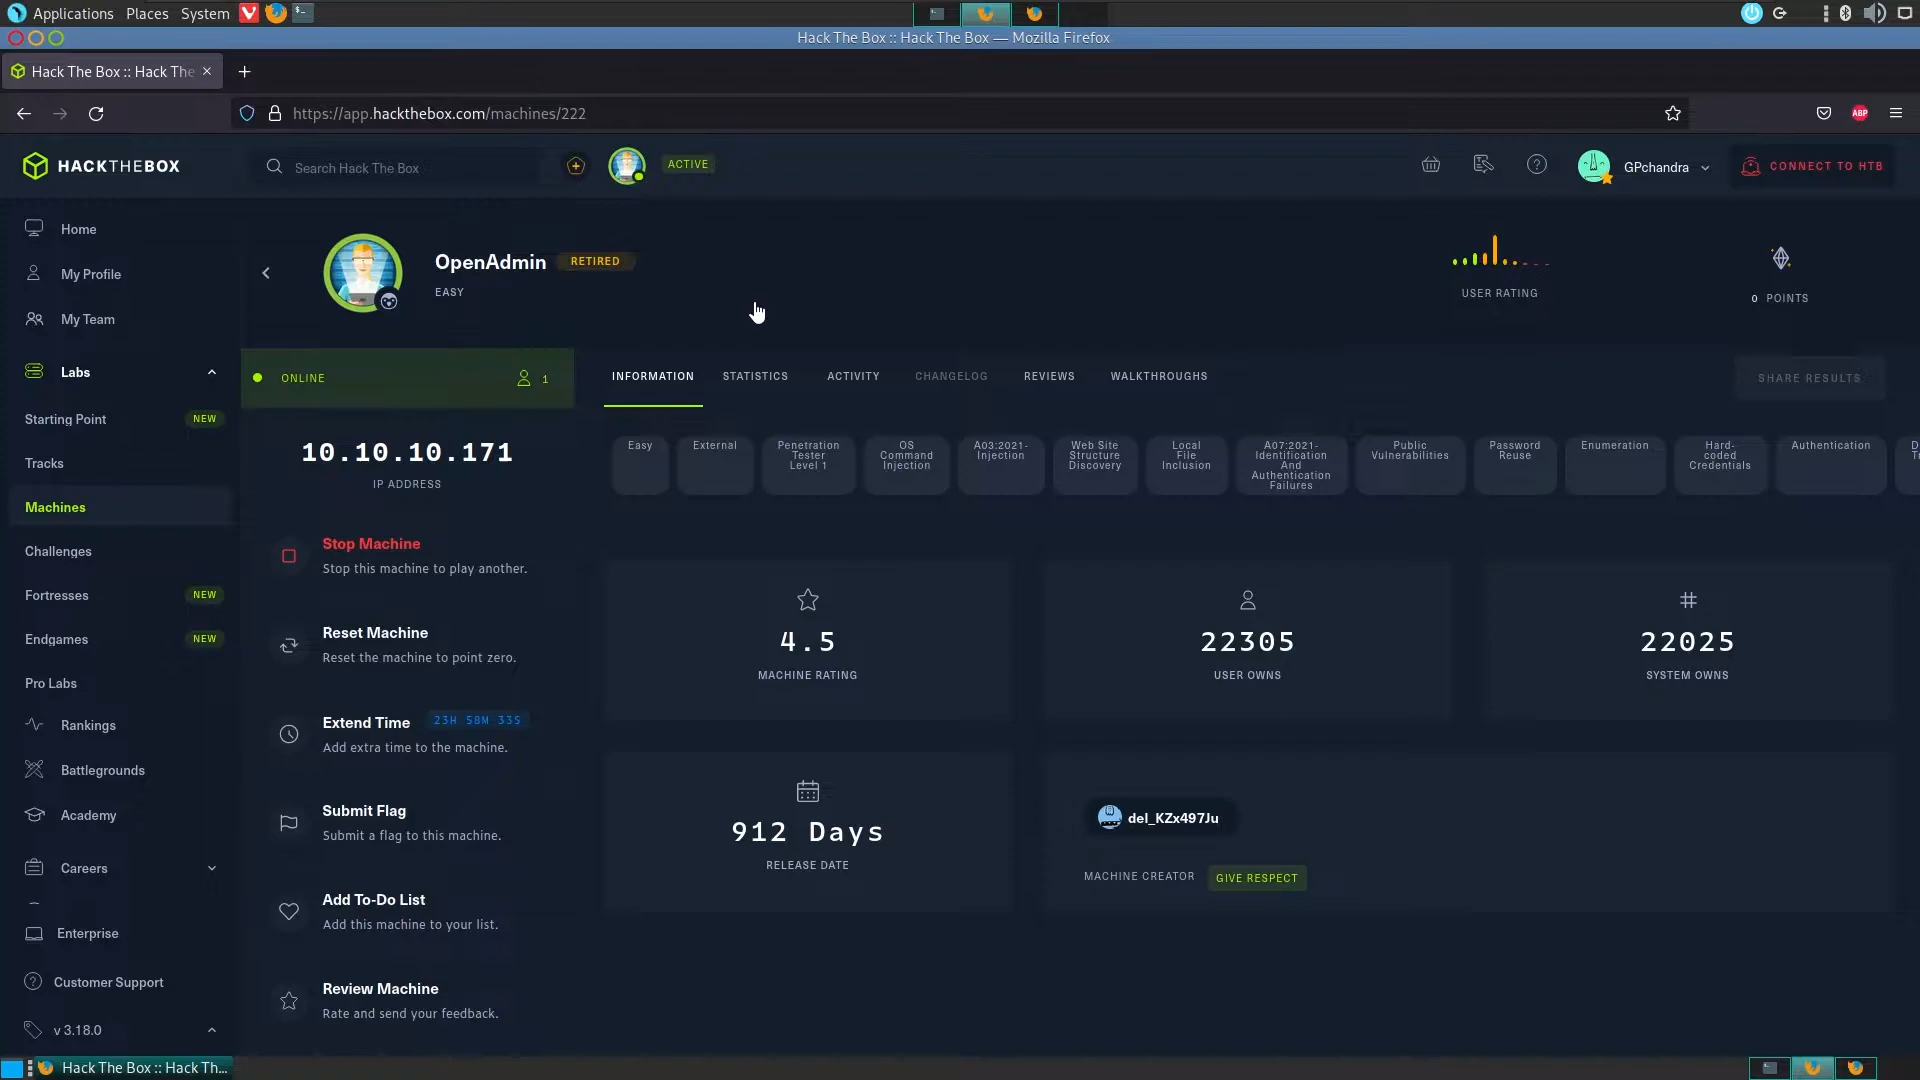 Applications Places System
Hack The Box :: Hack The Box — Mozilla Firefox
Hack The Box :: Hack The
https://app.hackthebox.com/machines/222
ABP
HACKTHEBOX
Search Hack The Box
ACTIVE
GPchandra
CONNECT TO HTB
Home
My Profile
My Team
Labs
Starting Point NEW
Tracks
Machines
Challenges
Fortresses NEW
Endgames NEW
Pro Labs
Rankings
Battlegrounds
Academy
Careers
Enterprise
Customer Support
v 3.18.0
OpenAdmin RETIRED
EASY
USER RATING
0 POINTS
ONLINE 1
10.10.10.171
IP ADDRESS
Stop Machine
Stop this machine to play another.
Reset Machine
Reset the machine to point zero.
Extend Time 23H 58M 33S
Add extra time to the machine.
Submit Flag
Submit a flag to this machine.
Add To-Do List
Add this machine to your list.
Review Machine
Rate and send your feedback.
INFORMATION STATISTICS ACTIVITY CHANGELOG REVIEWS WALKTHROUGHS
SHARE RESULTS
Easy
External
Penetration
Tester
Level 1
OS
Command
Injection
A03:2021-
Injection
Web Site
Structure
Discovery
Local
File
Inclusion
A07:2021-
Identification
And
Authentication
Failures
Public
Vulnerabilities
Password
Reuse
Enumeration
Hard-
coded
Credentials
Authentication
4.5
MACHINE RATING
22305
USER OWNS
22025
SYSTEM OWNS
912 Days
RELEASE DATE
del_KZx497Ju
MACHINE CREATOR GIVE RESPECT
Hack The Box :: Hack Th...